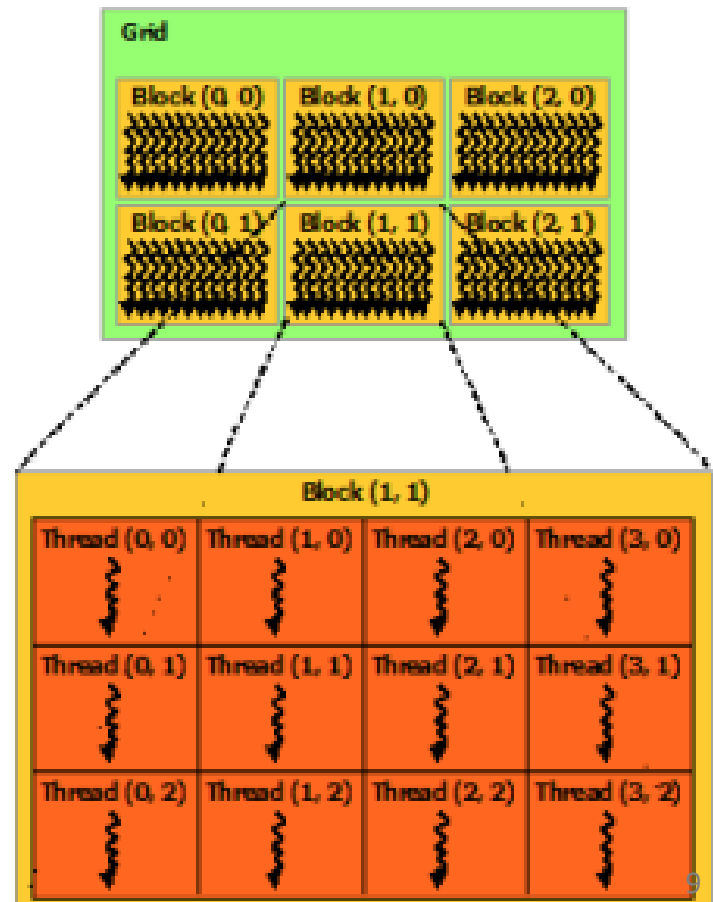 Grid
Block (0, 0) Block (1, 0) Block (2, 0)
Block (0, 1) Block (1, 1) Block (2, 1)
Block (1, 1)
Thread (0, 0) Thread (1, 0) Thread (2, 0) Thread (3, 0)
Thread (0, 1) Thread (1, 1) Thread (2, 1) Thread (3, 1)
Thread (0, 2) Thread (1, 2) Thread (2, 2) Thread (3, 2)
9